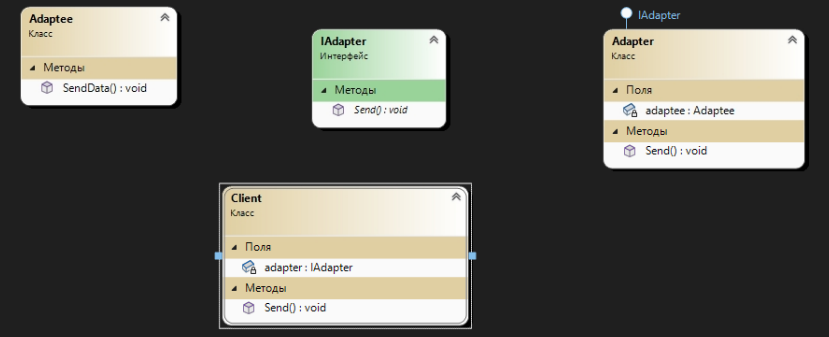 Adaptee
Класс
Методы
SendData() : void
IAdapter
Интерфейс
Методы
Send() : void
IAdapter
Adapter
Класс
Поля
adaptee : Adaptee
Методы
Send() : void
Client
Класс
Поля
adapter : IAdapter
Методы
Send() : void